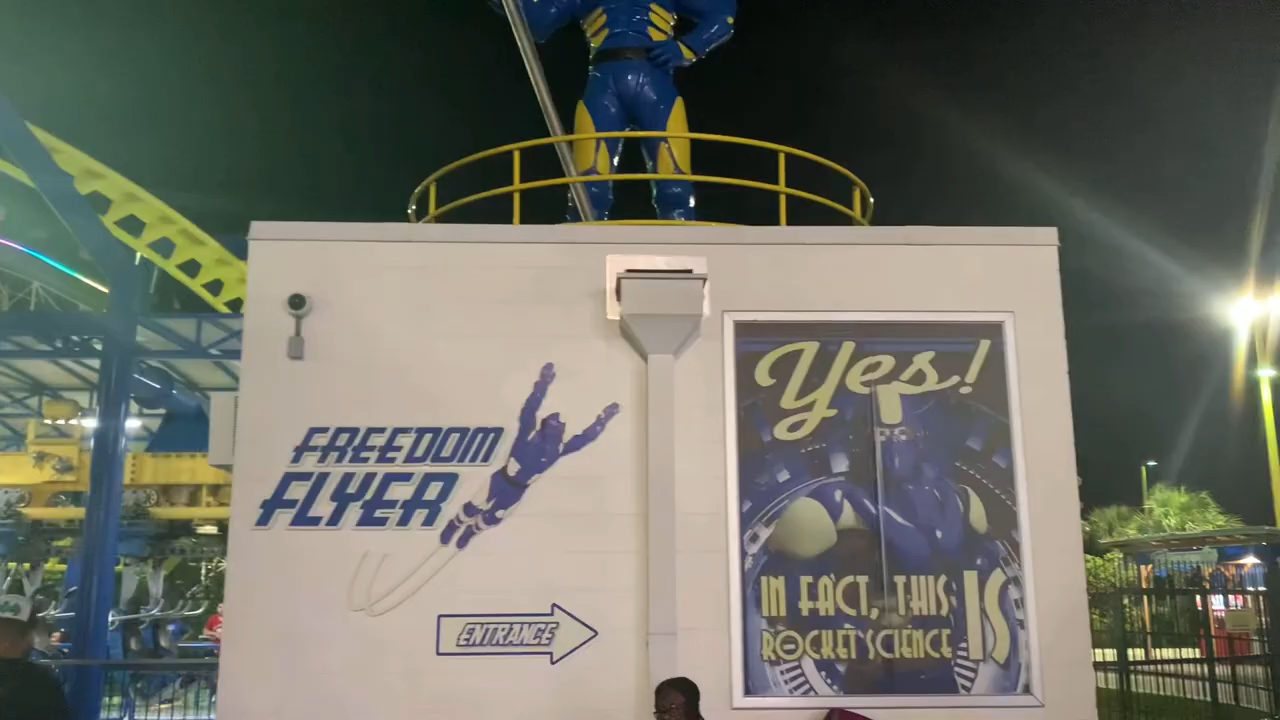 FREEDOM
FLYER
ENTRANCE
Yes!
IN FACT, THIS IS
ROCKET SCIENCE